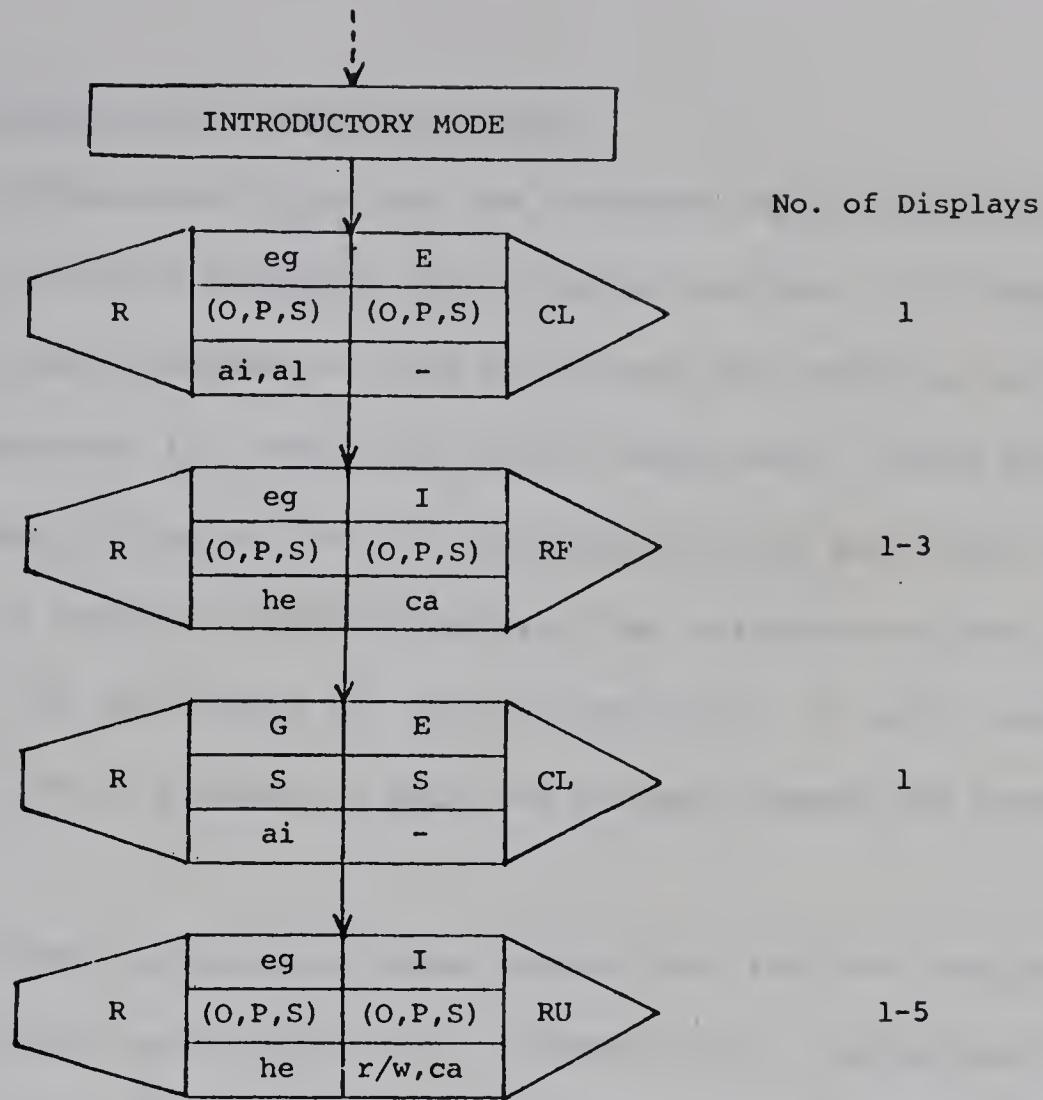 INTRODUCTORY MODE
No. of Displays
eg E
R (O,P,S) (O,P,S) CL 1
ai,al -
eg I
R (O,P,S) (O,P,S) RF 1-3
he ca
G E
R S S CL 1
ai -
eg I
R (O,P,S) (O,P,S) RU 1-5
he r/w,ca